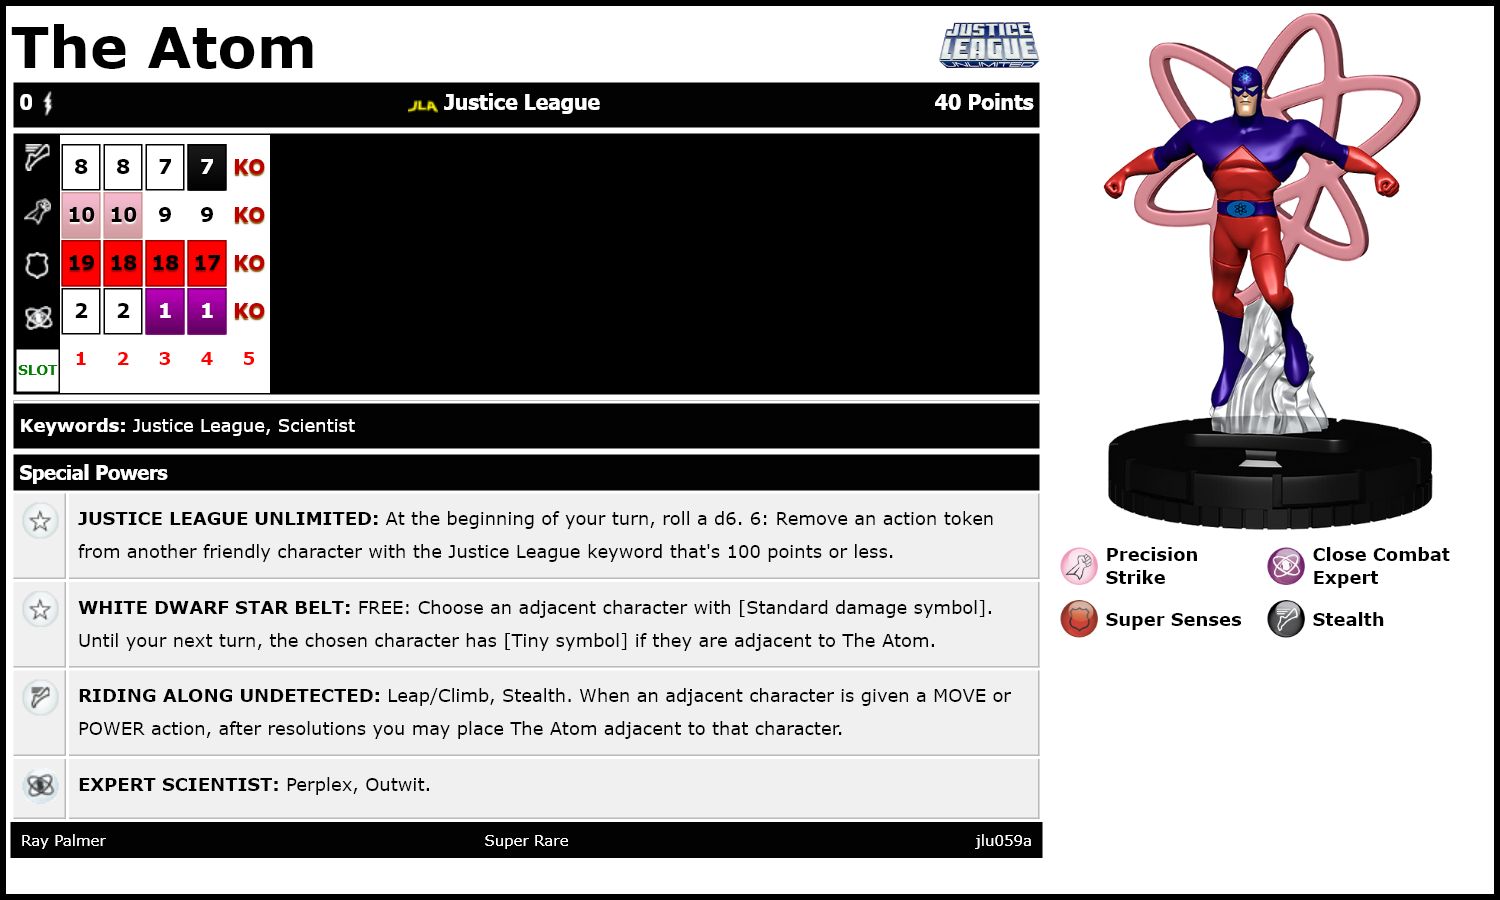 The Atom
JUSTICE
LEAGUE
UNLIMITED
0 JLA Justice League 40 Points
8 8 7 7 KO
10 10 9 9 KO
19 18 18 17 KO
2 2 1 1 KO
SLOT 1 2 3 4 5
Keywords: Justice League, Scientist
Special Powers
JUSTICE LEAGUE UNLIMITED: At the beginning of your turn, roll a d6. 6: Remove an action token
from another friendly character with the Justice League keyword that's 100 points or less.
WHITE DWARF STAR BELT: FREE: Choose an adjacent character with [Standard damage symbol].
Until your next turn, the chosen character has [Tiny symbol] if they are adjacent to The Atom.
RIDING ALONG UNDETECTED: Leap/Climb, Stealth. When an adjacent character is given a MOVE or
POWER action, after resolutions you may place The Atom adjacent to that character.
EXPERT SCIENTIST: Perplex, Outwit.
Ray Palmer Super Rare jlu059a
Precision
Strike
Close Combat
Expert
Super Senses
Stealth